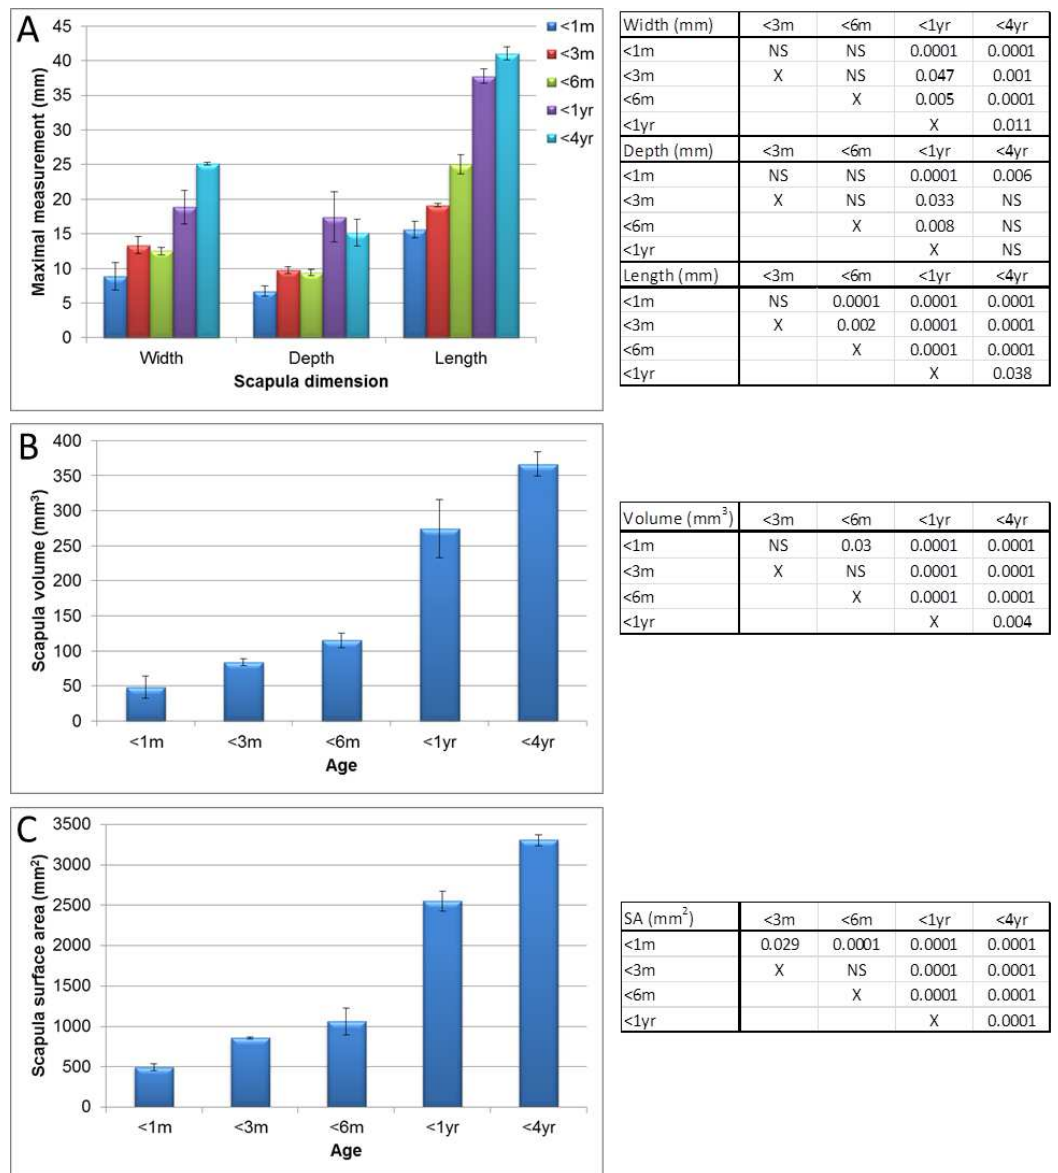 A
Maximal measurement (mm)
45
40
35
30
25
20
15
10
5
0
Width Depth Length
Scapula dimension
<1m
<3m
<6m
<1yr
<4yr
Width (mm) <3m <6m <1yr <4yr
<1m NS NS 0.0001 0.0001
<3m X NS 0.047 0.001
<6m X 0.005 0.0001
<1yr X 0.011
Depth (mm) <3m <6m <1yr <4yr
<1m NS NS 0.0001 0.006
<3m X NS 0.033 NS
<6m X 0.008 NS
<1yr X NS
Length (mm) <3m <6m <1yr <4yr
<1m NS 0.0001 0.0001 0.0001
<3m X 0.002 0.0001 0.0001
<6m X 0.0001 0.0001
<1yr X 0.038
B
Scapula volume (mm³)
400
350
300
250
200
150
100
50
0
<1m <3m <6m <1yr <4yr
Age
Volume (mm³) <3m <6m <1yr <4yr
<1m NS 0.03 0.0001 0.0001
<3m X NS 0.0001 0.0001
<6m X 0.0001 0.0001
<1yr X 0.004
C
Scapula surface area (mm²)
3500
3000
2500
2000
1500
1000
500
0
<1m <3m <6m <1yr <4yr
Age
SA (mm²) <3m <6m <1yr <4yr
<1m 0.029 0.0001 0.0001 0.0001
<3m X NS 0.0001 0.0001
<6m X 0.0001 0.0001
<1yr X 0.0001